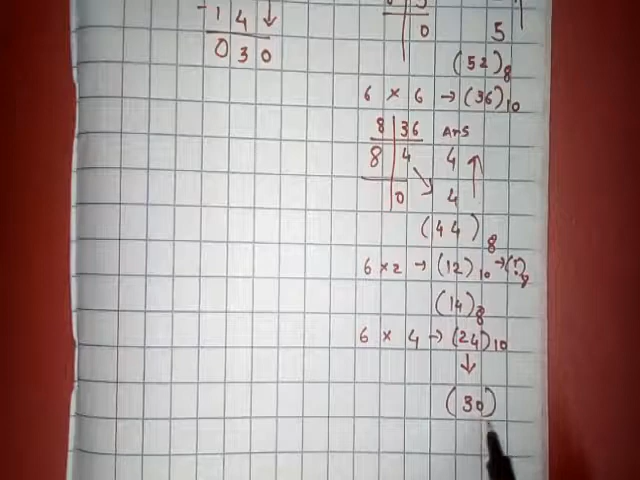 - 1 4 ↓
0 3 0
0
5
(52)8
6 × 6 → (36)10
8 | 36 Ans
8 | 4 4
0 4
(44)8
6 × 2 → (12)10 → (?)8
(14)8
6 × 4 → (24)10
↓
(30)